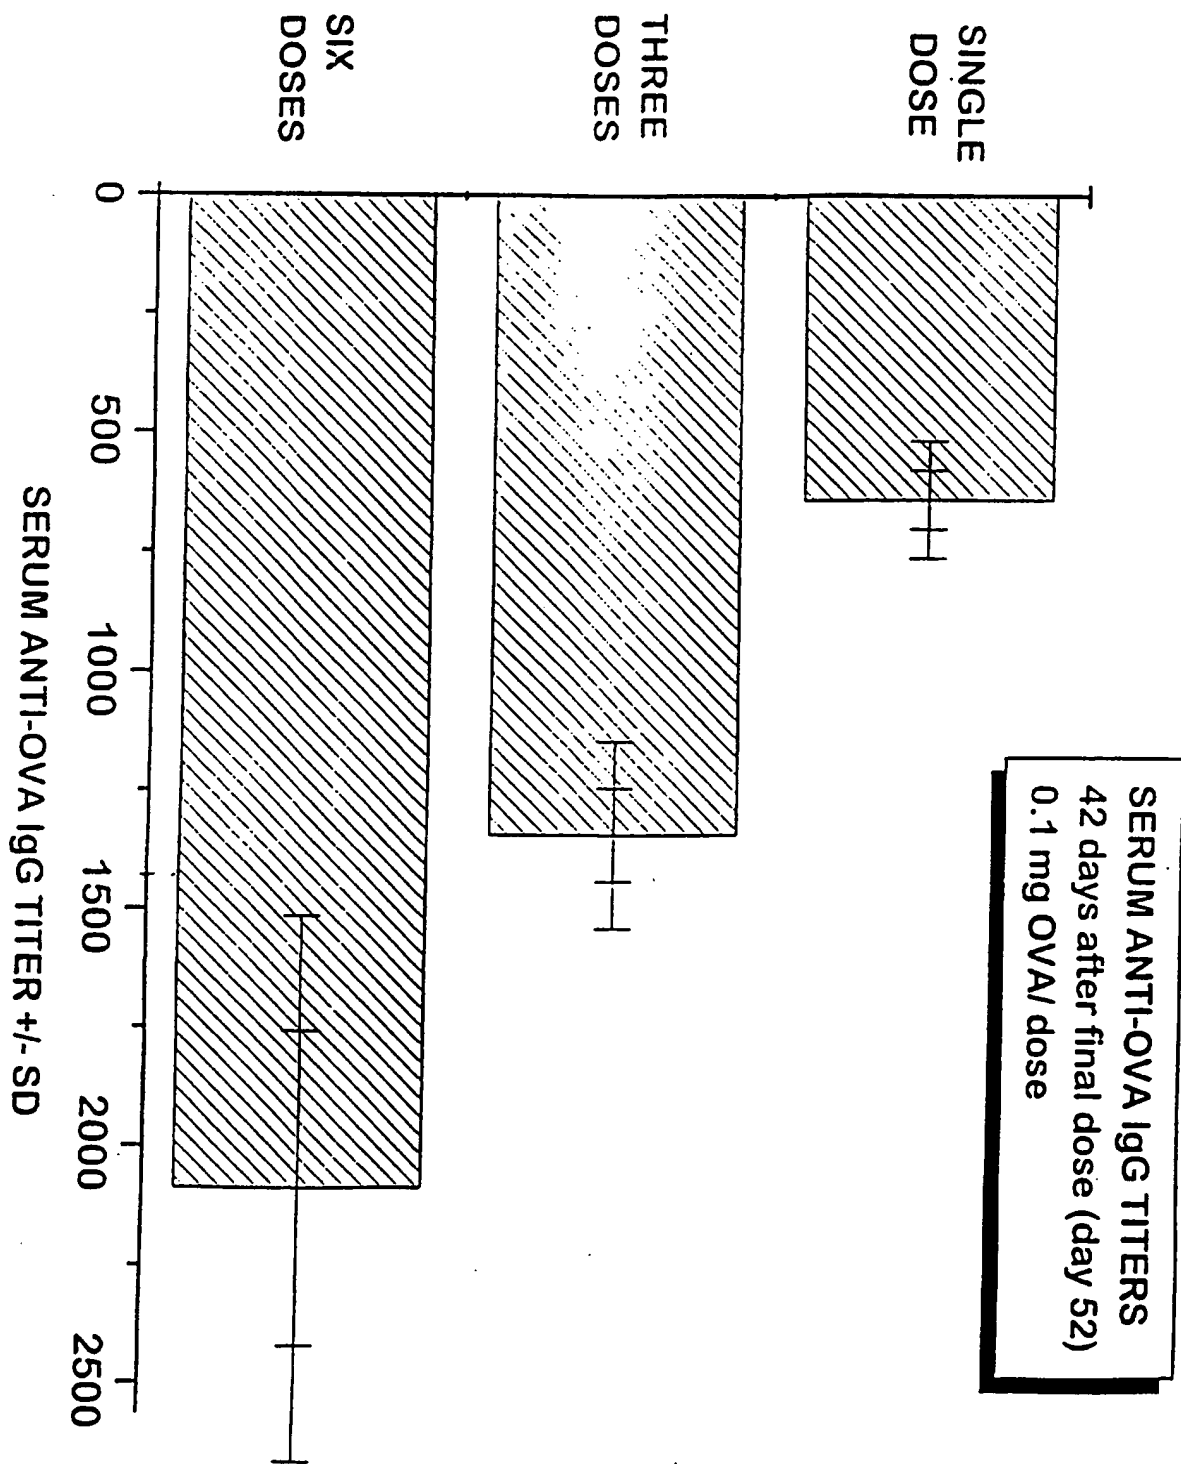 SERUM ANTI-OVA IgG TITERS
42 days after final dose (day 52)
0.1 mg OVA/ dose
SINGLE
DOSE
THREE
DOSES
SIX
DOSES
0
500
1000
1500
2000
2500
SERUM ANTI-OVA IgG TITER +/- SD